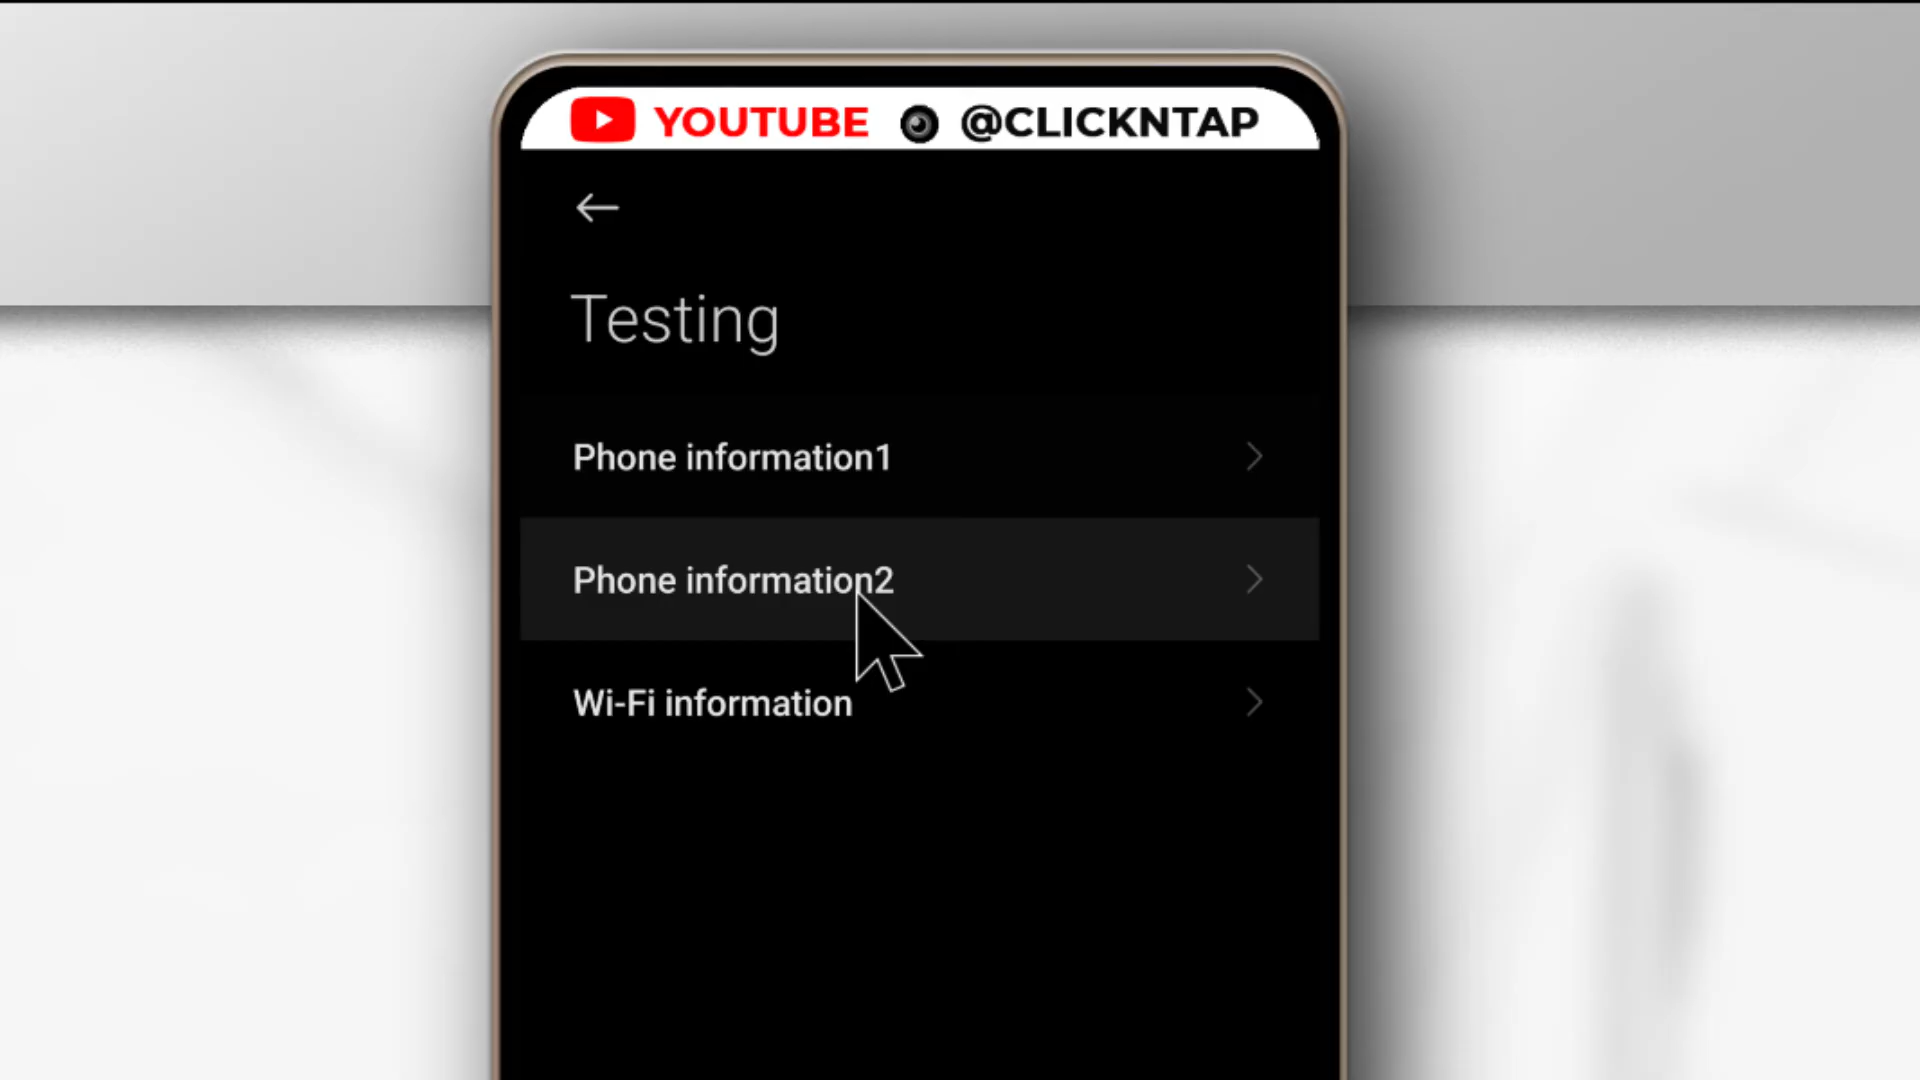 YOUTUBE @CLICKNTAP
Testing
Phone information1
Phone information2
Wi-Fi information